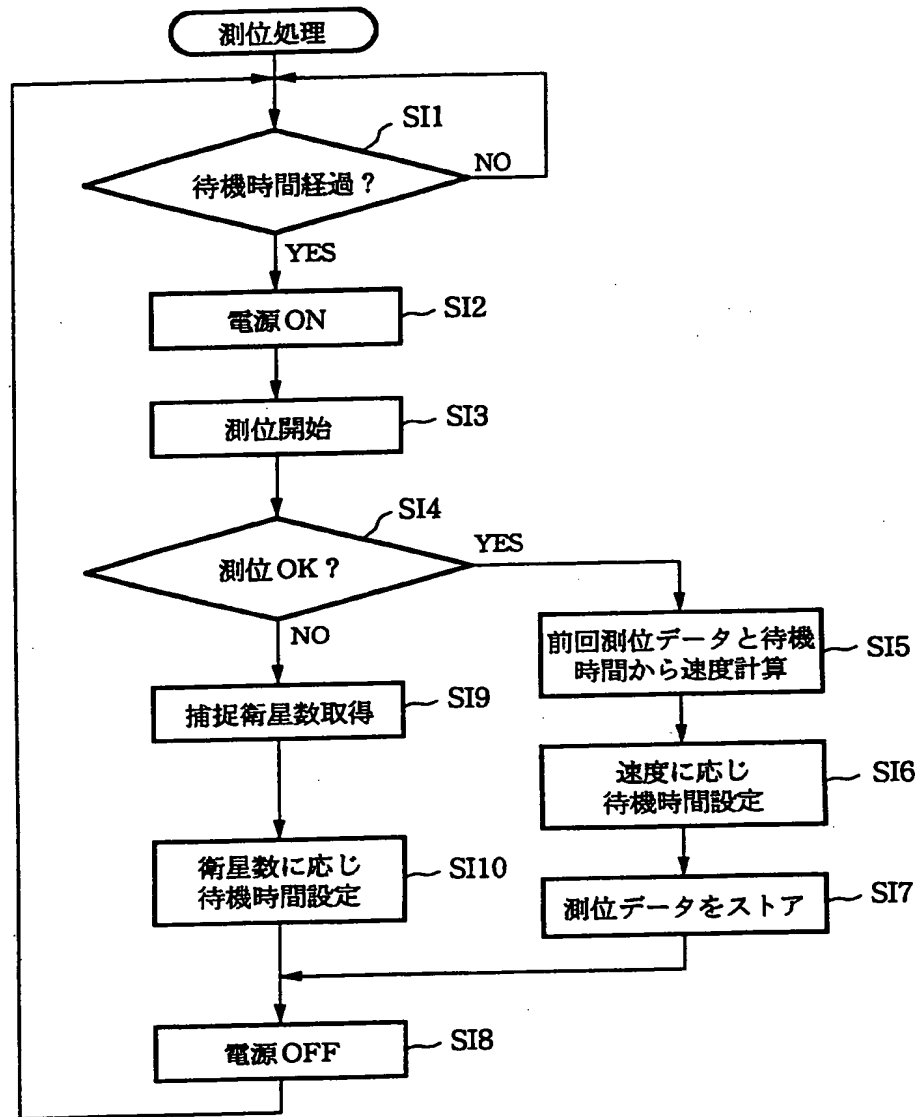 測位処理
SI1
待機時間経過?
NO
YES
電源ON
SI2
測位開始
SI3
SI4
測位OK?
YES
NO
前回測位データと待機
時間から速度計算
SI5
捕捉衛星数取得
SI9
速度に応じ
待機時間設定
SI6
衛星数に応じ
待機時間設定
SI10
測位データをストア
SI7
電源OFF
SI8